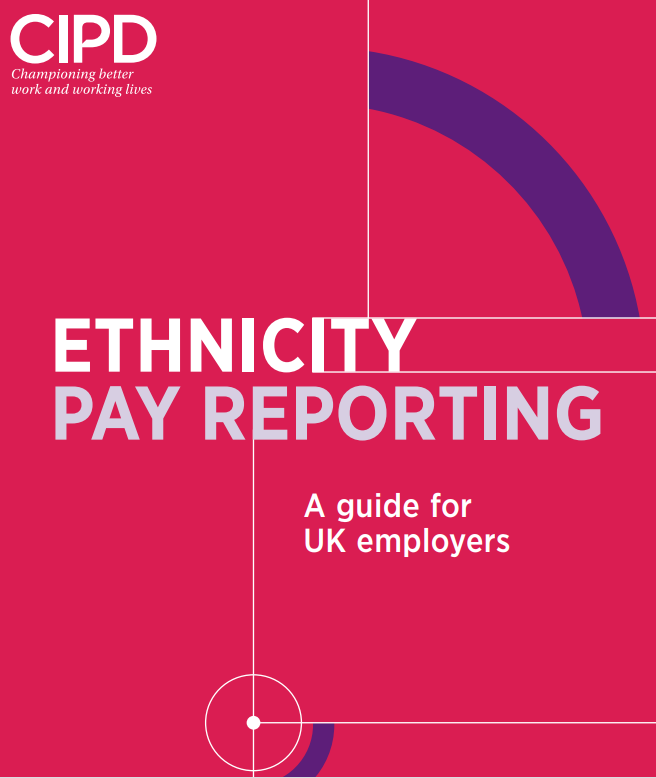 CIPD
Championing better
work and working lives
ETHNICITY
PAY REPORTING
A guide for
UK employers